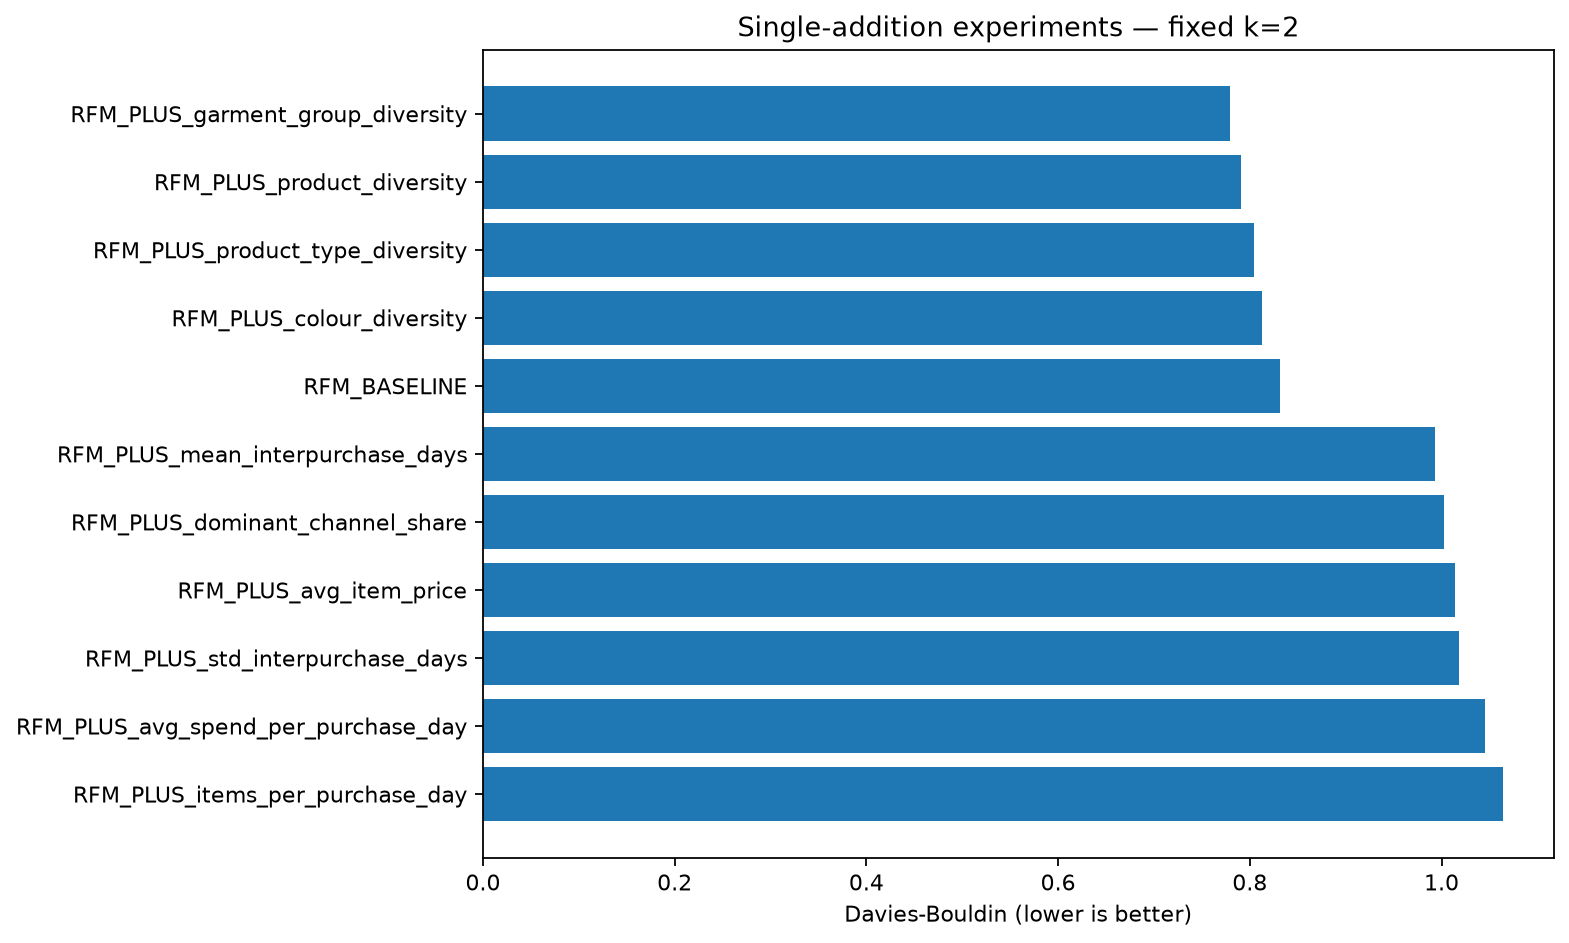 Single-addition experiments — fixed k=2
RFM_PLUS_garment_group_diversity
RFM_PLUS_product_diversity
RFM_PLUS_product_type_diversity
RFM_PLUS_colour_diversity
RFM_BASELINE
RFM_PLUS_mean_interpurchase_days
RFM_PLUS_dominant_channel_share
RFM_PLUS_avg_item_price
RFM_PLUS_std_interpurchase_days
RFM_PLUS_avg_spend_per_purchase_day
RFM_PLUS_items_per_purchase_day
0.0 0.2 0.4 0.6 0.8 1.0
Davies-Bouldin (lower is better)